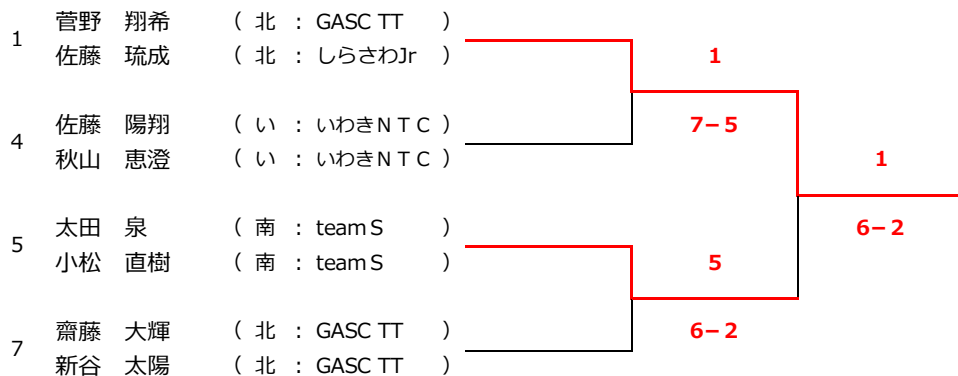 1
菅野 翔希 ( 北 : GASC TT )
佐藤 琉成 ( 北 : しらさわJr )
1
7-5
4
佐藤 陽翔 ( い : いわきＮＴＣ )
秋山 恵澄 ( い : いわきＮＴＣ )
1
6-2
5
太田 泉 ( 南 : team S )
小松 直樹 ( 南 : team S )
5
6-2
7
齋藤 大輝 ( 北 : GASC TT )
新谷 太陽 ( 北 : GASC TT )